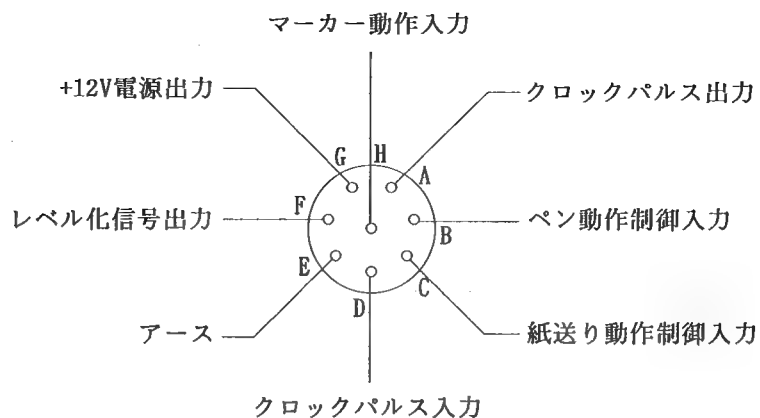 マーカー動作入力
+12V電源出力
クロックパルス出力
G
H
A
レベル化信号出力
F
B
ペン動作制御入力
E
D
C
アース
紙送り動作制御入力
クロックパルス入力